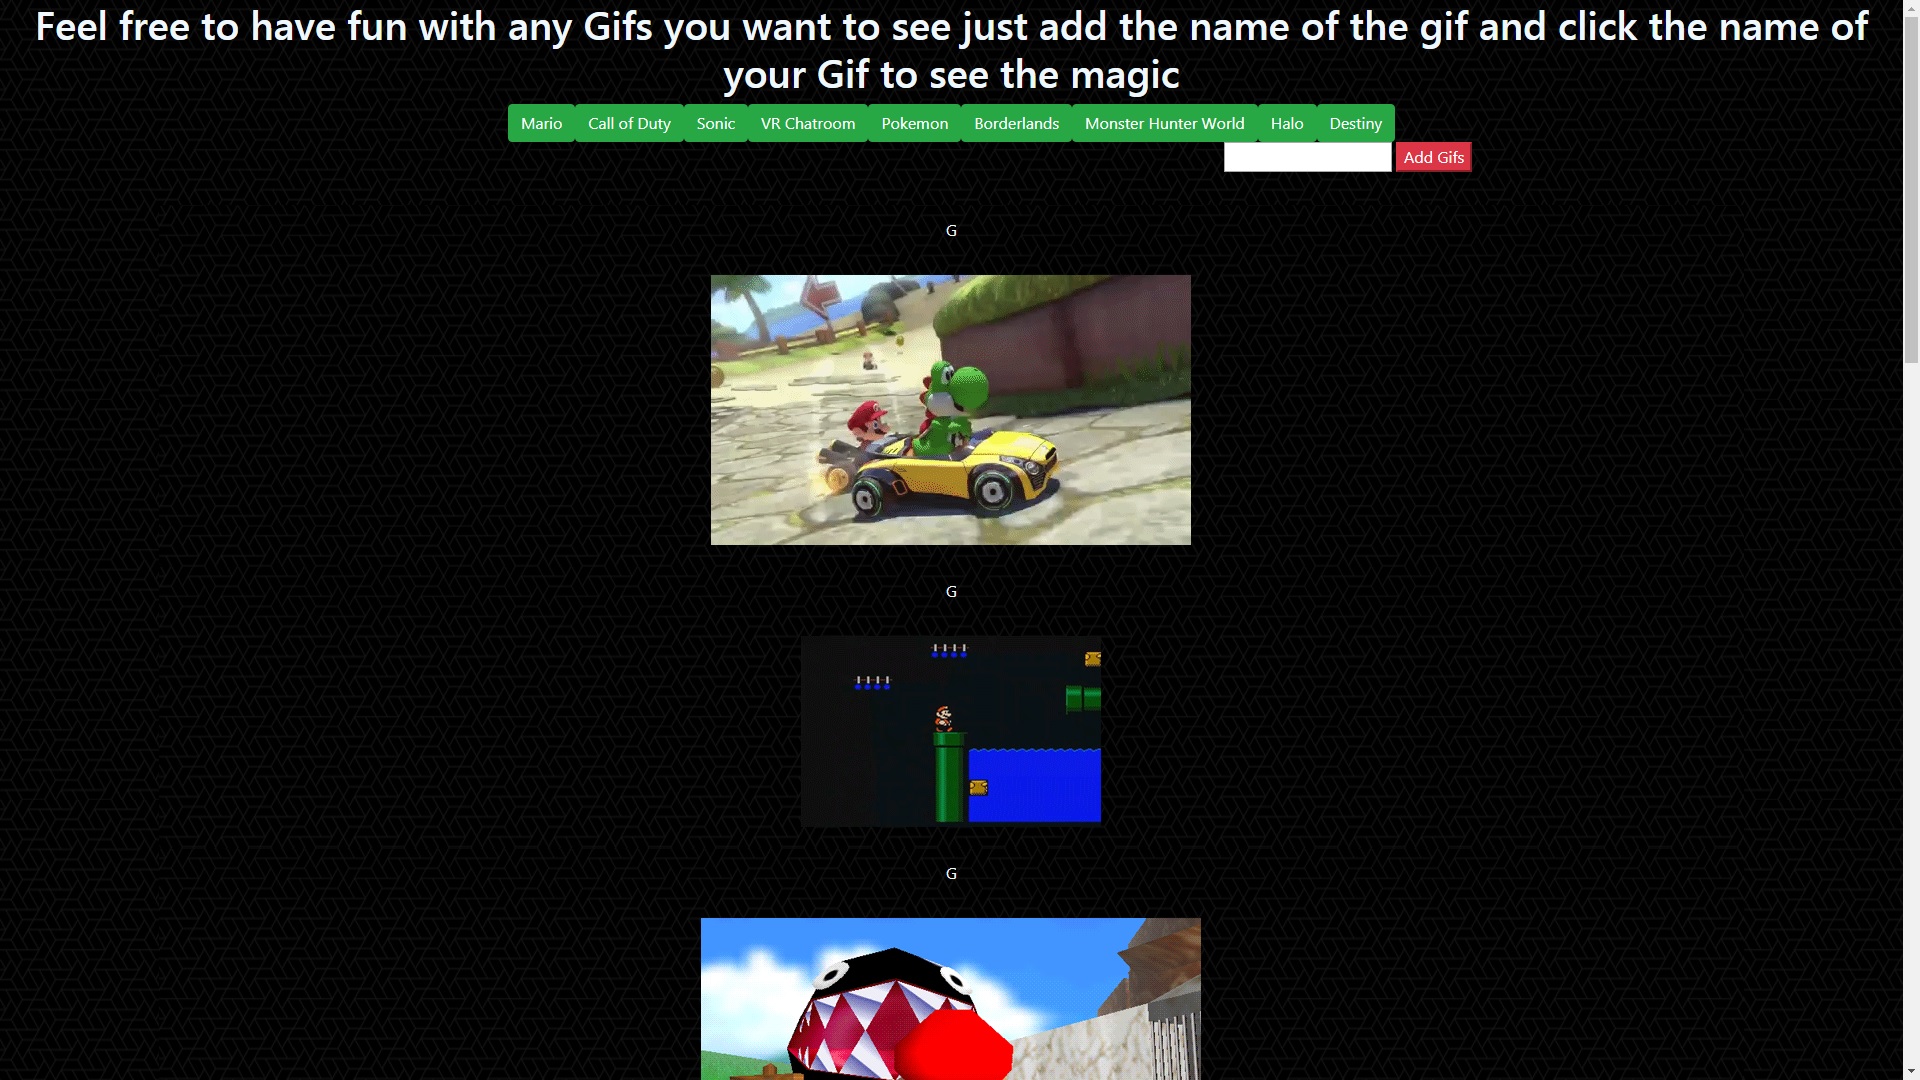 Feel free to have fun with any Gifs you want to see just add the name of the gif and click the name of
your Gif to see the magic
Mario Call of Duty Sonic VR Chatroom Pokemon Borderlands Monster Hunter World Halo Destiny
Add Gifs
G
G
G